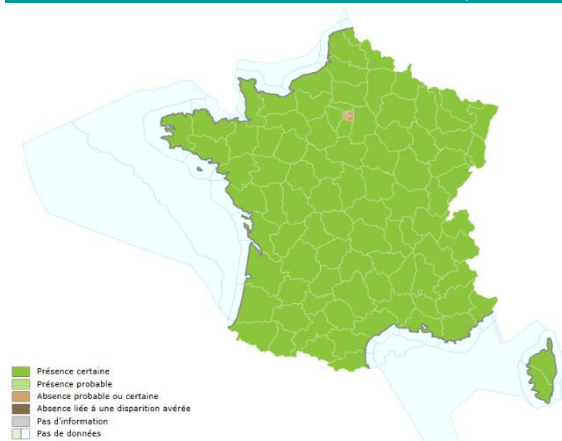 Présence certaine
Présence probable
Absence probable ou certaine
Absence liée à une disparition avérée
Pas d'information
Pas de données